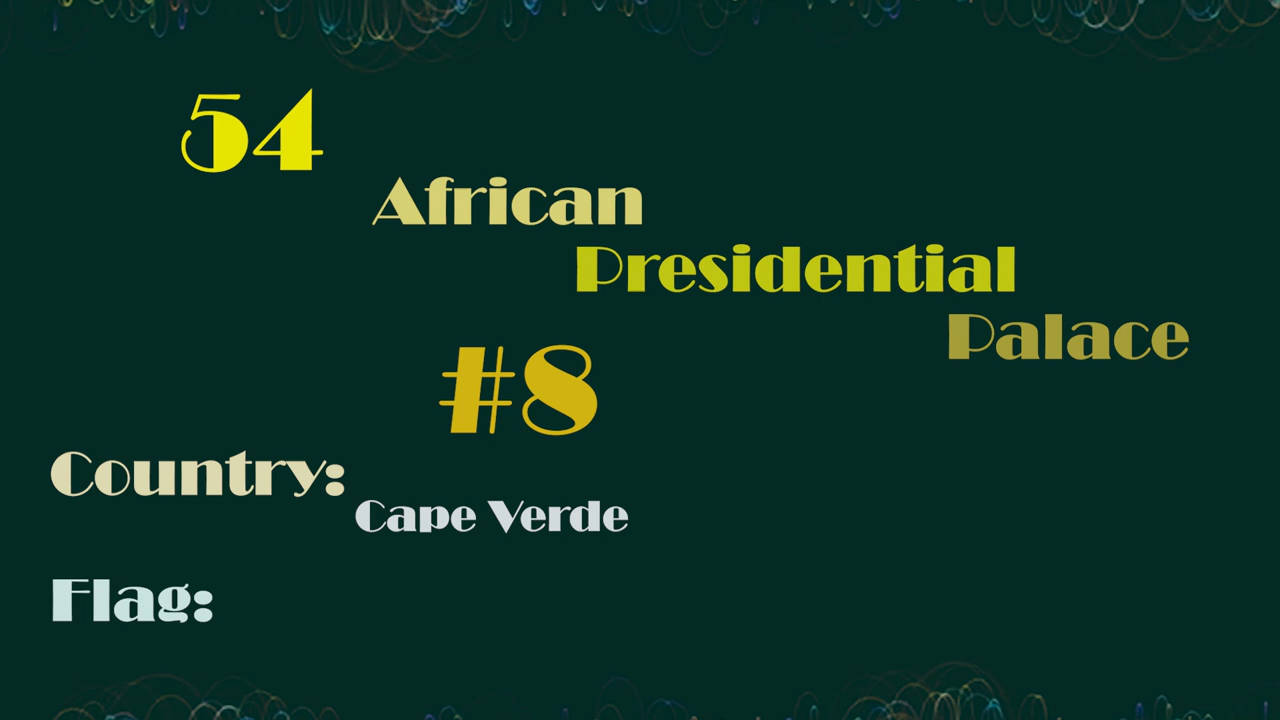 54
African
Presidential
Palace
#8
Country:
Cape Verde
Flag: